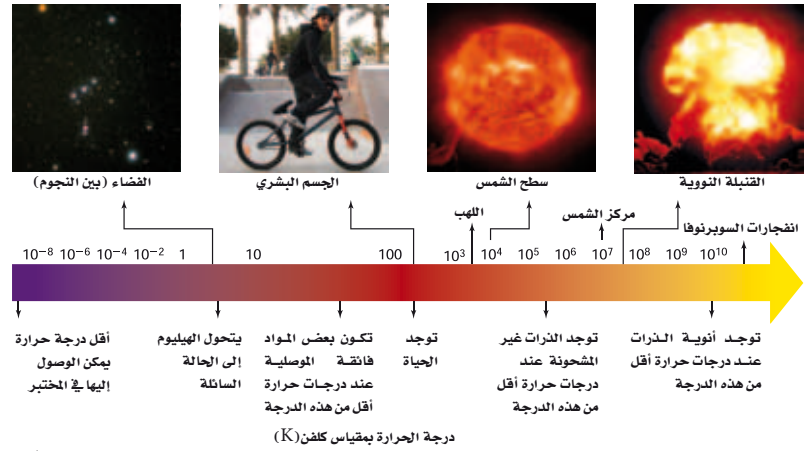 الفضاء (بين النجوم)
الجسم البشري
سطح الشمس
القنبلة النووية
اللهب
مركز الشمس
انفجارات السوبرنوفا
10⁻⁸ 10⁻⁶ 10⁻⁴ 10⁻² 1 10 100 10³ 10⁴ 10⁵ 10⁶ 10⁷ 10⁸ 10⁹ 10¹⁰
أقل درجة حرارة
يمكن الوصول
إليها في المختبر
يتحول الهيليوم
إلى الحالة
السائلة
تكون بعض المواد
فائقة الموصلية
عند درجات حرارة
أقل من هذه الدرجة
توجد
الحياة
توجد الذرات غير
المشحونة عند
درجات حرارة أقل
من هذه الدرجة
توجد أنوية الذرات
عند درجات حرارة أقل
من هذه الدرجة
درجة الحرارة بمقياس كلفن(K)